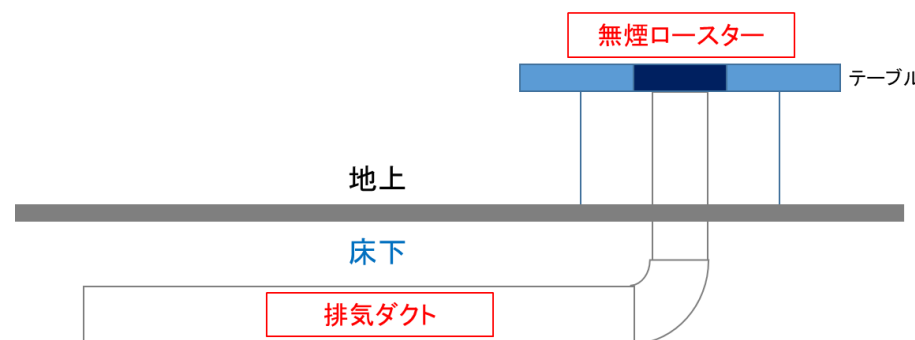 無煙ロースター
テーブル
地上
床下
排気ダクト